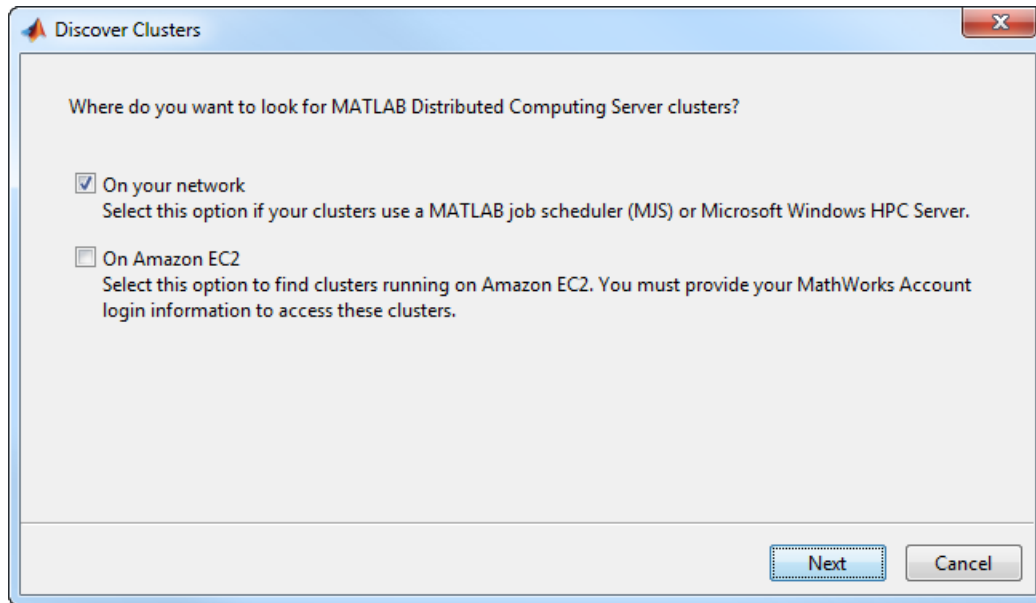 Discover Clusters
Where do you want to look for MATLAB Distributed Computing Server clusters?
On your network
Select this option if your clusters use a MATLAB job scheduler (MJS) or Microsoft Windows HPC Server.
On Amazon EC2
Select this option to find clusters running on Amazon EC2. You must provide your MathWorks Account
login information to access these clusters.
Next Cancel